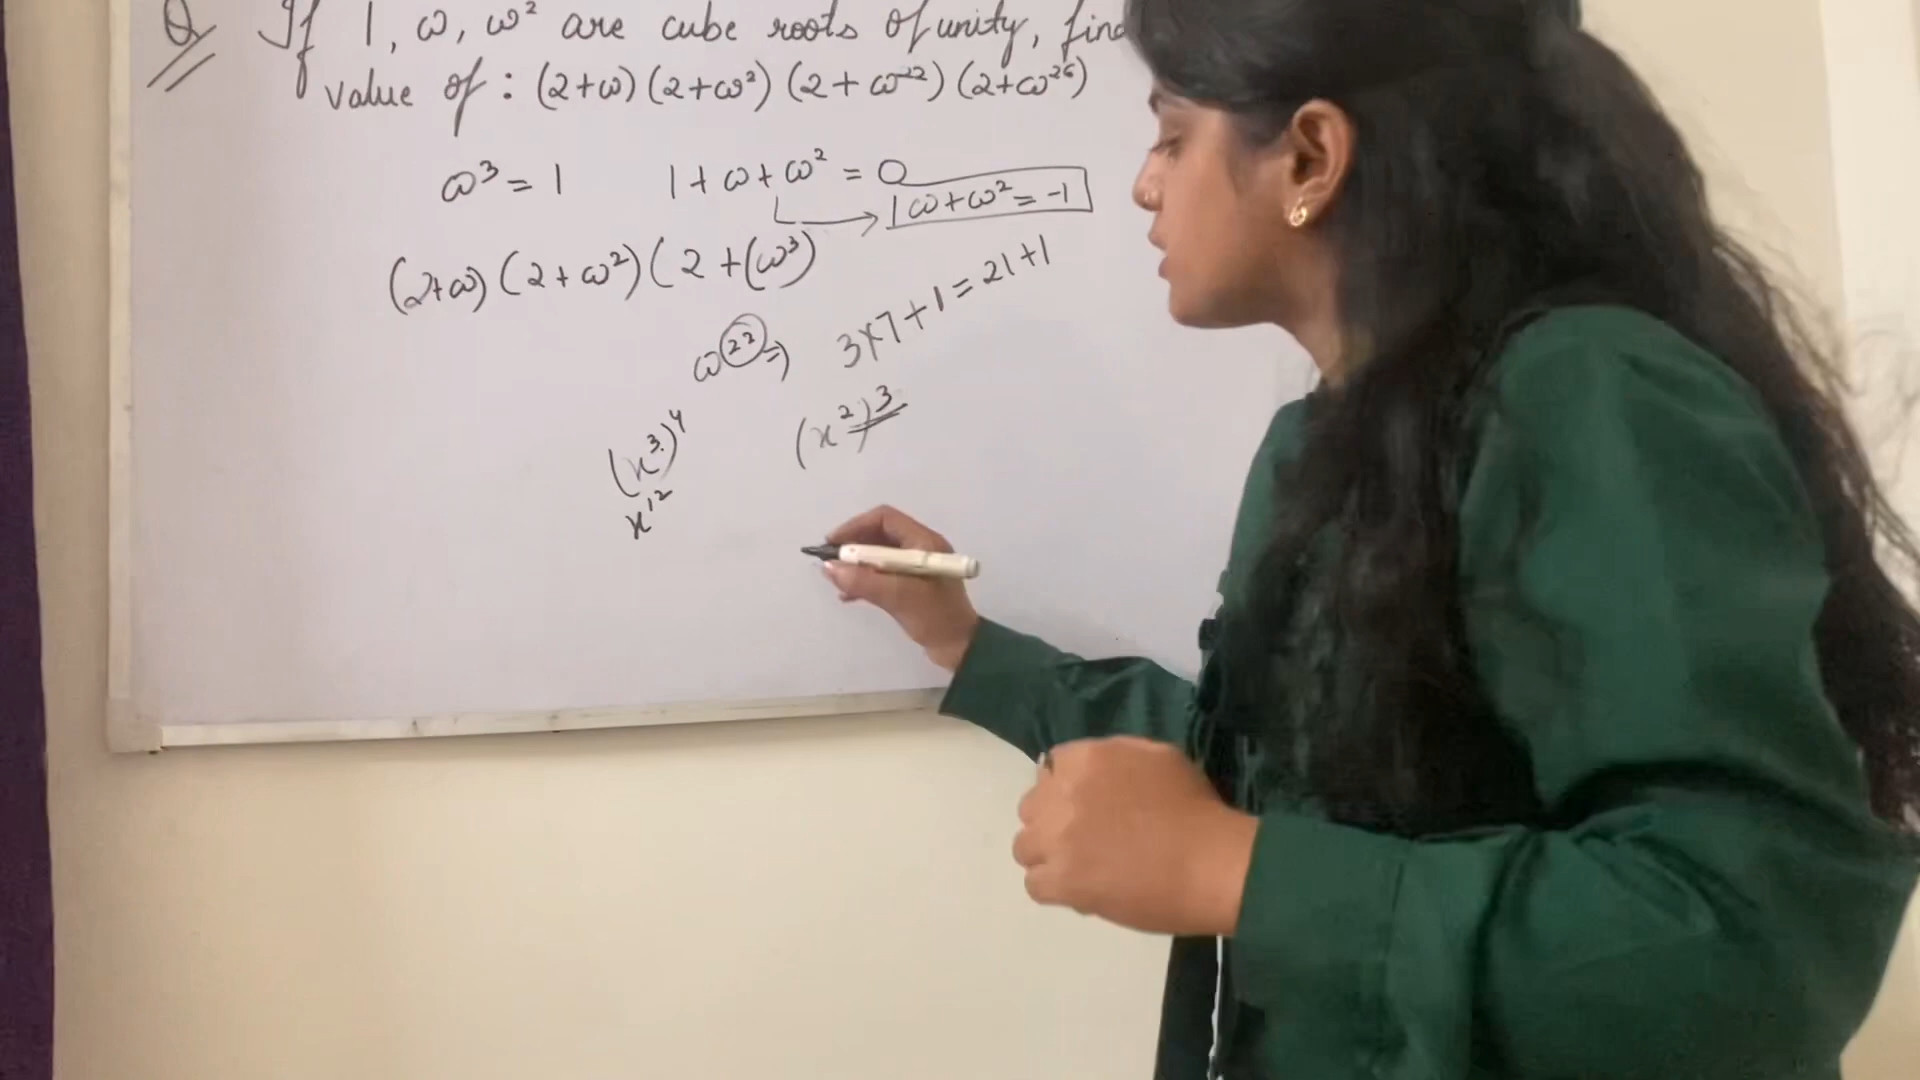 Q If 1, ω, ω² are cube roots of unity, find
value of : (2+ω) (2+ω²) (2+ω²²) (2+ω²⁶)
ω³ = 1 1+ω+ω² = 0
ω+ω² = -1
(2+ω) (2+ω²) (2+(ω³)
ω²² ⇒ 3×7+1 = 21+1
(x³)⁴ (x²)³
x¹²